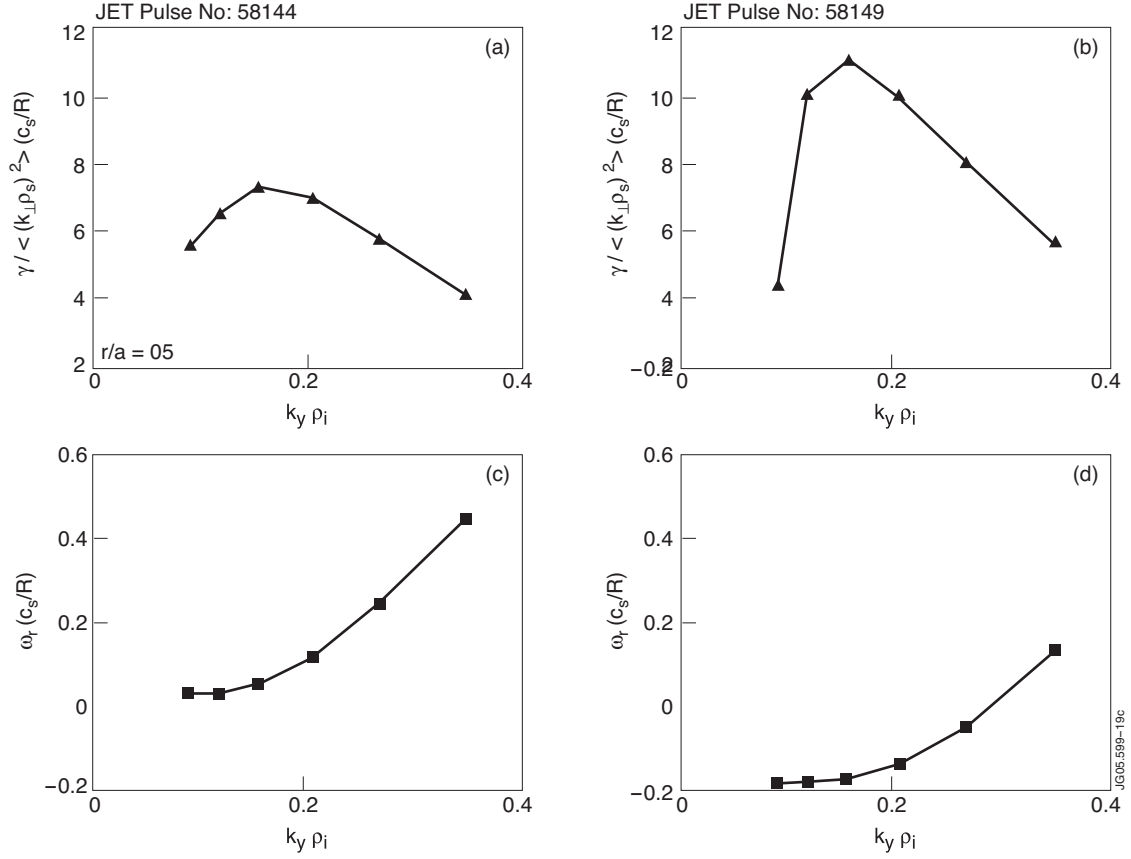 JET Pulse No: 58144
12
(a)
10
8
6
4
2
γ / < (k⊥ρs) ²> (cs/R)
r/a = 05
0
0.2
0.4
ky ρi
JET Pulse No: 58149
12
(b)
10
8
6
4
2
−0.2
γ / < (k⊥ρs) ²> (cs/R)
0
0.2
0.4
ky ρi
0.6
(c)
0.4
0.2
0
−0.2
ωr (cs/R)
0
0.2
0.4
ky ρi
0.6
(d)
0.4
0.2
0
−0.2
ωr (cs/R)
0
0.2
0.4
ky ρi
JG05.599−19c